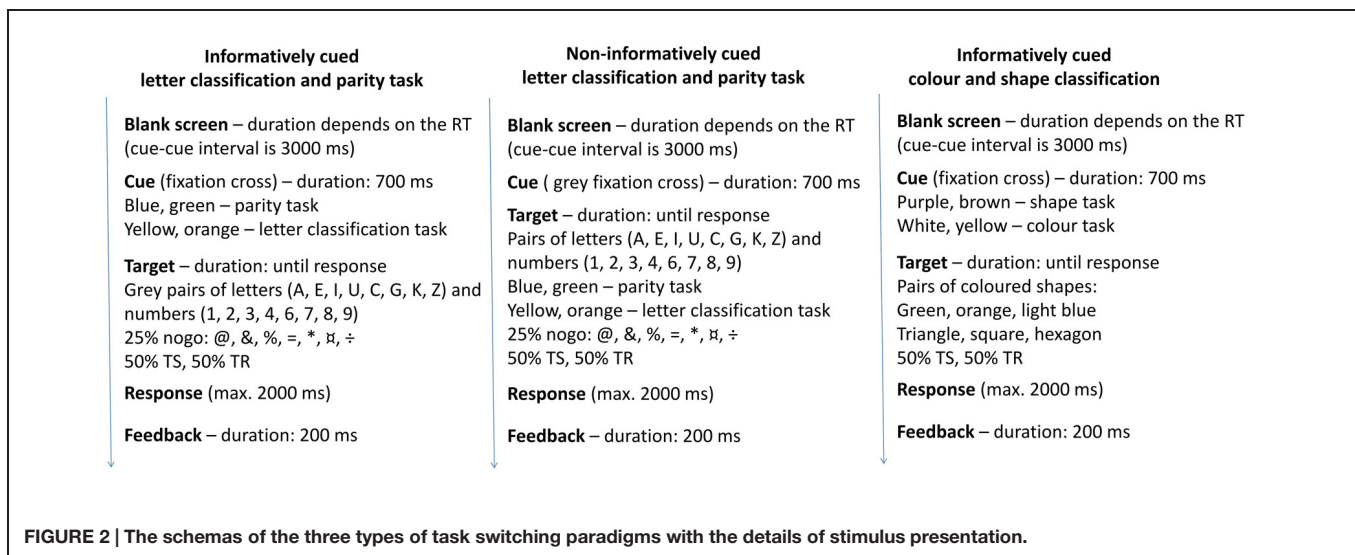 Informatively cued
letter classification and parity task
Blank screen – duration depends on the RT
(cue-cue interval is 3000 ms)
Cue (fixation cross) – duration: 700 ms
Blue, green – parity task
Yellow, orange – letter classification task
Target – duration: until response
Grey pairs of letters (A, E, I, U, C, G, K, Z) and
numbers (1, 2, 3, 4, 6, 7, 8, 9)
25% nogo: @, &, %, =, *, ¤, ÷
50% TS, 50% TR
Response (max. 2000 ms)
Feedback – duration: 200 ms
Non-informatively cued
letter classification and parity task
Blank screen – duration depends on the RT
(cue-cue interval is 3000 ms)
Cue ( grey fixation cross) – duration: 700 ms
Target – duration: until response
Pairs of letters (A, E, I, U, C, G, K, Z) and
numbers (1, 2, 3, 4, 6, 7, 8, 9)
Blue, green – parity task
Yellow, orange – letter classification task
25% nogo: @, &, %, =, *, ¤, ÷
50% TS, 50% TR
Response (max. 2000 ms)
Feedback – duration: 200 ms
Informatively cued
colour and shape classification
Blank screen – duration depends on the RT
(cue-cue interval is 3000 ms)
Cue (fixation cross) – duration: 700 ms
Purple, brown – shape task
White, yellow – colour task
Target – duration: until response
Pairs of coloured shapes:
Green, orange, light blue
Triangle, square, hexagon
50% TS, 50% TR
Response (max. 2000 ms)
Feedback – duration: 200 ms
FIGURE 2 | The schemas of the three types of task switching paradigms with the details of stimulus presentation.